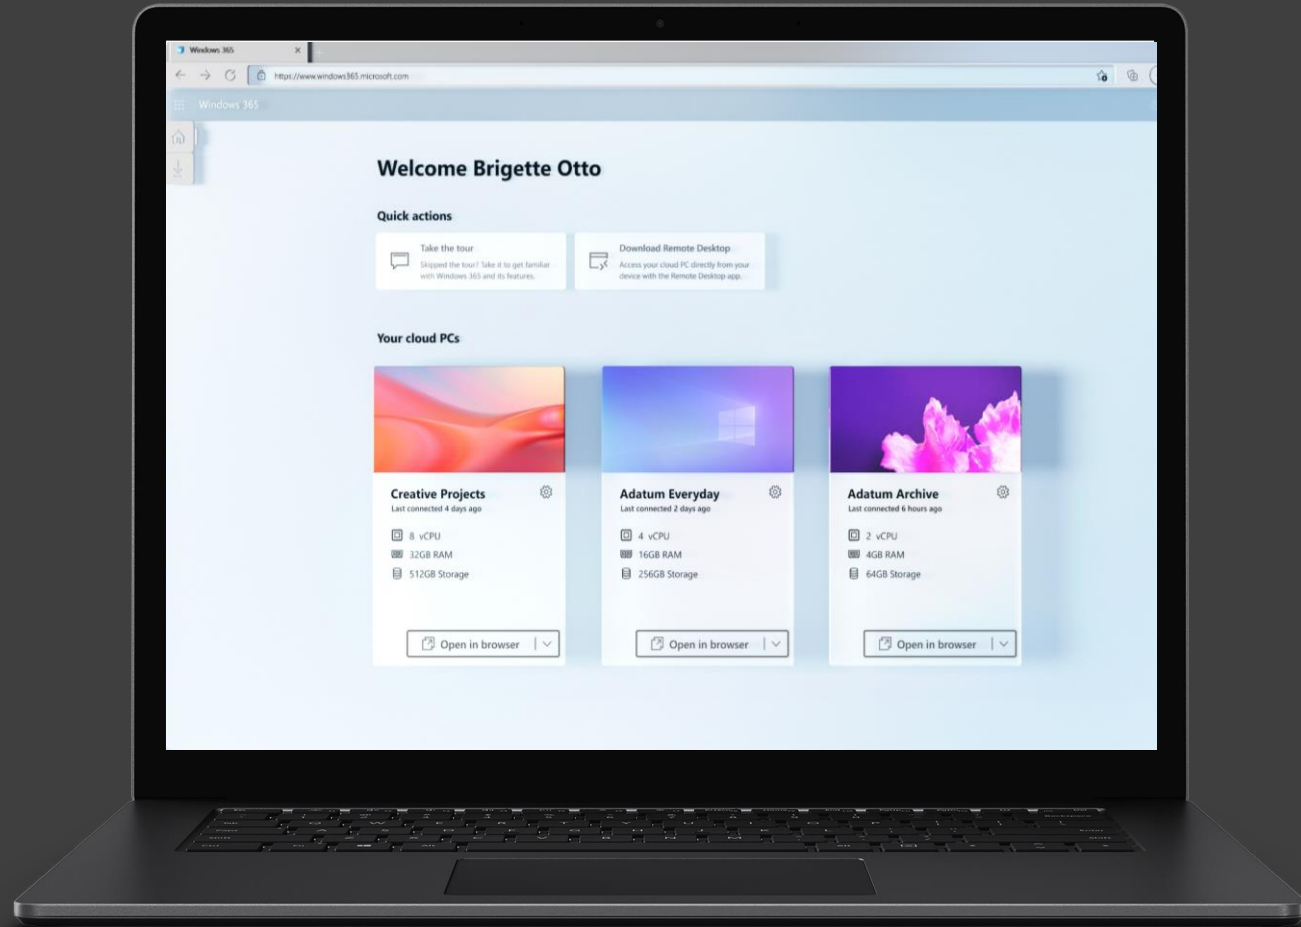 Windows 365
https://www.windows365.microsoft.com
Windows 365
Welcome Brigette Otto
Quick actions
Take the tour
Skipped the tour? Take it to get familiar
with Windows 365 and its features.
Download Remote Desktop
Access your cloud PC directly from your
device with the Remote Desktop app.
Your cloud PCs
Creative Projects
Last connected 4 days ago
8 vCPU
32GB RAM
512GB Storage
Open in browser
Adatum Everyday
Last connected 2 days ago
4 vCPU
16GB RAM
256GB Storage
Open in browser
Adatum Archive
Last connected 6 hours ago
2 vCPU
4GB RAM
64GB Storage
Open in browser